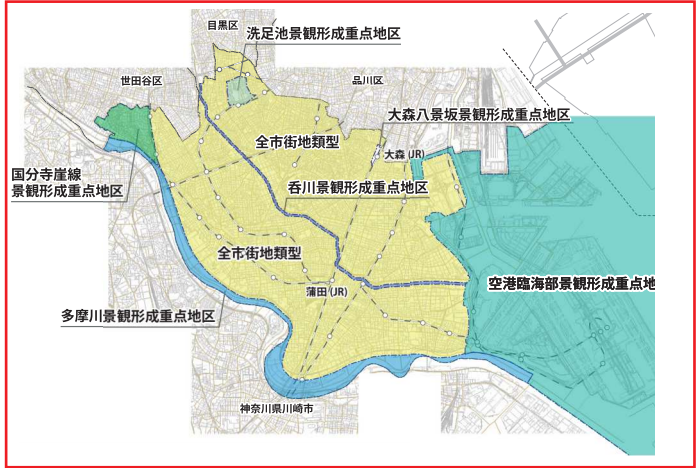 目黒区
洗足池景観形成重点地区
世田谷区
品川区
大森八景坂景観形成重点地区
全市街地類型
大森 (JR)
国分寺崖線
景観形成重点地区
呑川景観形成重点地区
全市街地類型
空港臨海部景観形成重点地
蒲田 (JR)
多摩川景観形成重点地区
神奈川県川崎市